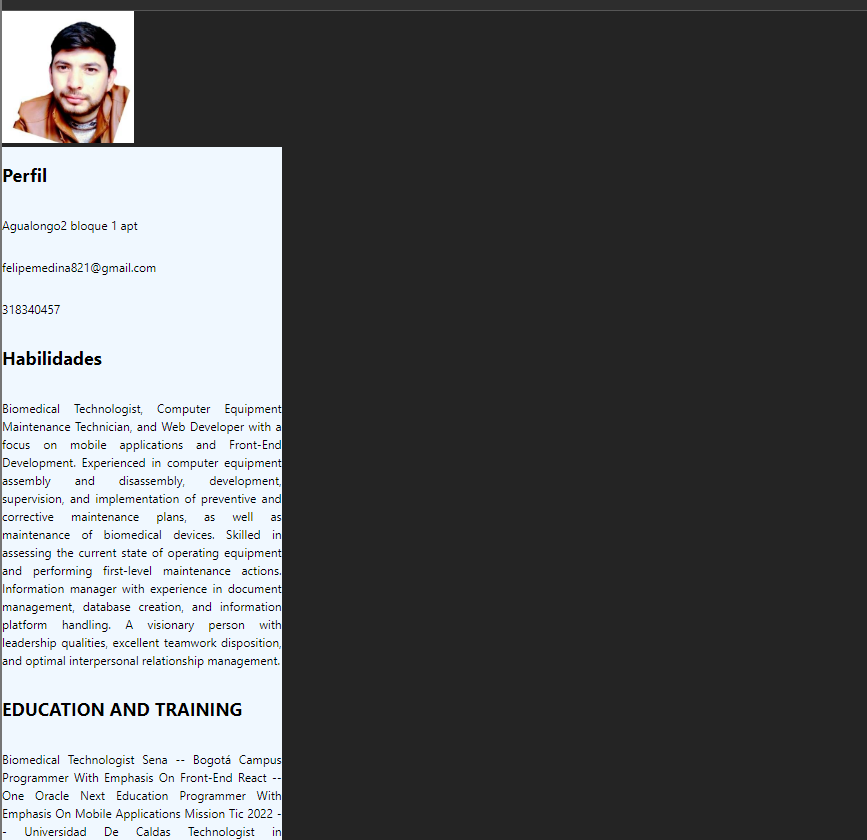 Perfil
Agualongo2 bloque 1 apt
felipemedina821@gmail.com
318340457
Habilidades
Biomedical Technologist, Computer Equipment
Maintenance Technician, and Web Developer with a
focus on mobile applications and Front-End
Development. Experienced in computer equipment
assembly and disassembly, development,
supervision, and implementation of preventive and
corrective maintenance plans, as well as
maintenance of biomedical devices. Skilled in
assessing the current state of operating equipment
and performing first-level maintenance actions.
Information manager with experience in document
management, database creation, and information
platform handling. A visionary person with
leadership qualities, excellent teamwork disposition,
and optimal interpersonal relationship management.
EDUCATION AND TRAINING
Biomedical Technologist Sena -- Bogotá Campus
Programmer With Emphasis On Front-End React --
One Oracle Next Education Programmer With
Emphasis On Mobile Applications Mission Tic 2022 -
- Universidad De Caldas Technologist in